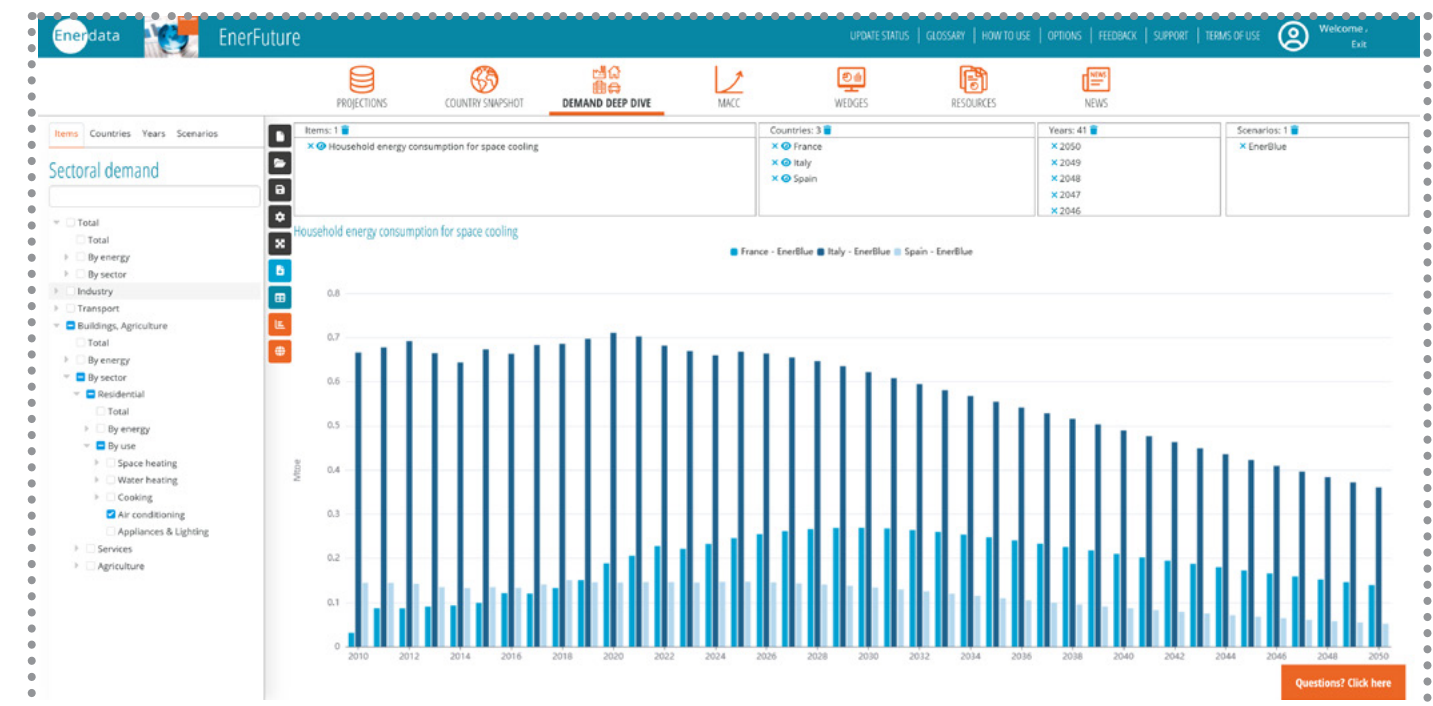 Enerdata
EnerFuture
UPDATE STATUS | GLOSSARY | HOW TO USE | OPTIONS | FEEDBACK | SUPPORT | TERMS OF USE
Welcome ,
Exit
PROJECTIONS
COUNTRY SNAPSHOT
DEMAND DEEP DIVE
MACC
WEDGES
RESOURCES
NEWS
NEWS
Items Countries Years Scenarios
Sectoral demand
Total
Total
By energy
By sector
Industry
Transport
Buildings, Agriculture
Total
By energy
By sector
Residential
Total
By energy
By use
Space heating
Water heating
Cooking
Air conditioning
Appliances & Lighting
Services
Agriculture
Items: 1
Household energy consumption for space cooling
Countries: 3
France
Italy
Spain
Years: 41
2050
2049
2048
2047
2046
Scenarios: 1
EnerBlue
Household energy consumption for space cooling
France - EnerBlue Italy - EnerBlue Spain - EnerBlue
Mtoe
0.8
0.7
0.6
0.5
0.4
0.3
0.2
0.1
0
2010 2012 2014 2016 2018 2020 2022 2024 2026 2028 2030 2032 2034 2036 2038 2040 2042 2044 2046 2048 2050
Questions? Click here